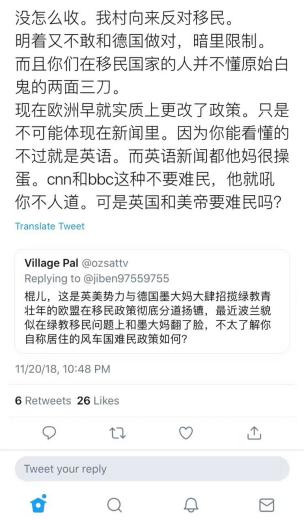 没怎么收。我村向来反对移民。
明着又不敢和德国做对，暗里限制。
而且你们在移民国家的人并不懂原始白
鬼的两面三刀。
现在欧洲早就实质上更改了政策。只是
不可能体现在新闻里。因为你能看懂的
不过就是英语。而英语新闻都他妈很操
蛋。cnn和bbc这种不要难民，他就吼
你不人道。可是英国和美帝要难民吗？
Translate Tweet
Village Pal @ozsattv
Replying to @jiben97559755
棍儿，这是英美势力与德国墨大妈大肆招揽绿教青
壮年的欧盟在移民政策彻底分道扬镳，最近波兰貌
似在绿教移民问题上和墨大妈翻了脸，不太了解你
自称居住的风车国难民政策如何？
11/20/18, 10:48 PM
6 Retweets 26 Likes
Tweet your reply